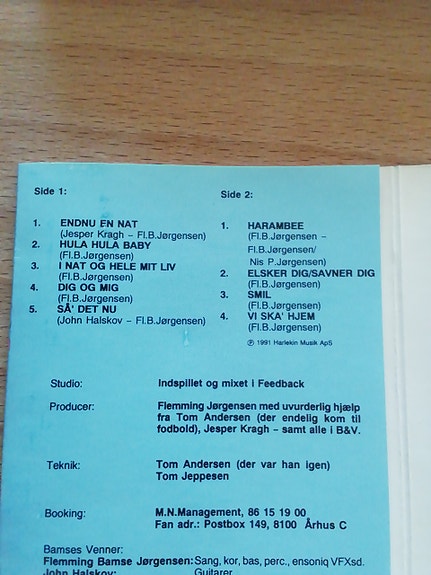 Side 1:
1. ENDNU EN NAT
(Jesper Kragh - Fl.B.Jørgensen)
2. HULA HULA BABY
(Fl.B.Jørgensen)
3. I NAT OG HELE MIT LIV
(Fl.B.Jørgensen)
4. DIG OG MIG
(Fl.B.Jørgensen)
5. SÅ' DET NU
(John Halskov - Fl.B.Jørgensen)
Side 2:
1. HARAMBEE
(Fl.B.Jørgensen -
Fl.B.Jørgensen/
Nis P.Jørgensen)
2. ELSKER DIG/SAVNER DIG
(Fl.B.Jørgensen)
3. SMIL
(Fl.B.Jørgensen)
4. VI SKA' HJEM
(Fl.B.Jørgensen)
℗ 1991 Harlekin Musik ApS
Studio: Indspillet og mixet i Feedback
Producer: Flemming Jørgensen med uvurderlig hjælp
fra Tom Andersen (der endelig kom til
fodbold), Jesper Kragh - samt alle i B&V.
Teknik: Tom Andersen (der var han igen)
Tom Jeppesen
Booking: M.N.Management, 86 15 19 00
Fan adr.: Postbox 149, 8100 Århus C
Bamses Venner:
Flemming Bamse Jørgensen: Sang, kor, bas, perc., ensoniq VFXsd.
John Halskov: Guitarer